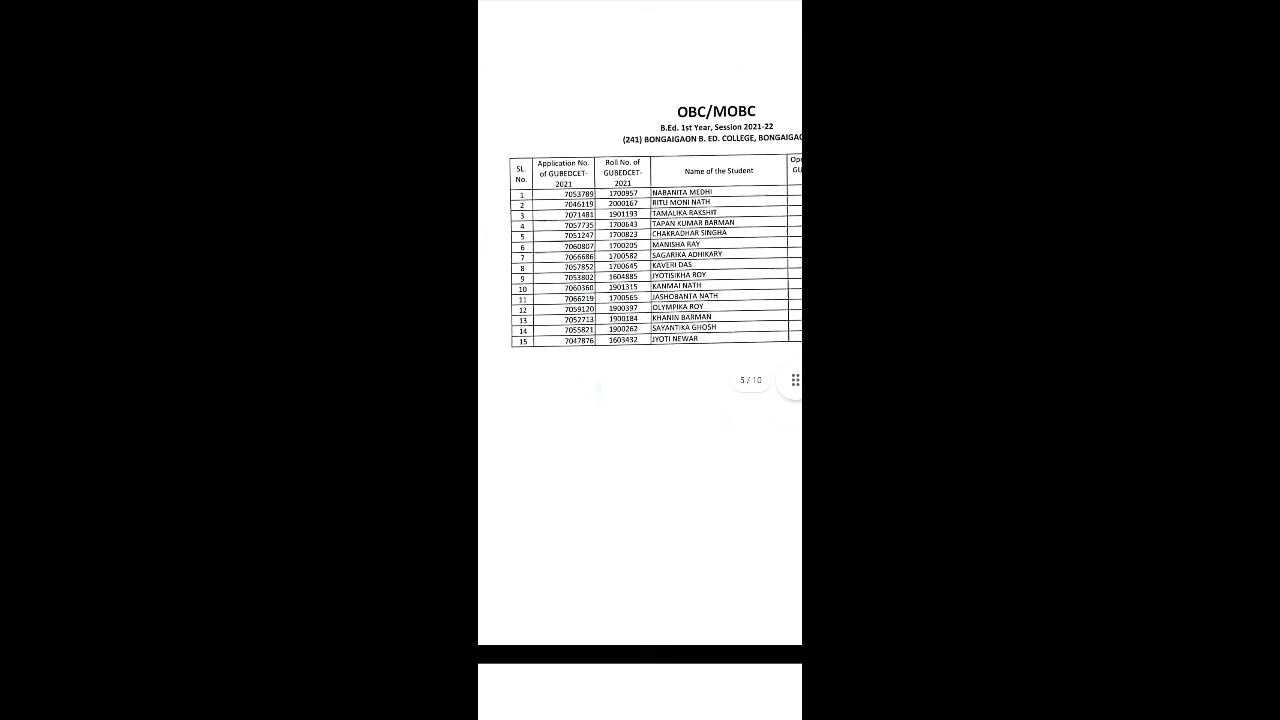 OBC/MOBC
B.Ed. 1st Year, Session 2021-22
(241) BONGAIGAON B. ED. COLLEGE,
SL. No. Application No. of GUBEDCET-2021 Roll No. of GUBEDCET-2021 Name of the Student
1 7053789 1700957 NABANITA MEDHI
2 7046119 2000167 RITU MONI NATH
3 7071481 1901193 TAMALIKA RAKSHIT
4 7057735 1700643 TAPAN KUMAR BARMAN
5 7051247 1700823 CHAKRADHAR SINGHA
6 7060807 1700205 MANISHA RAY
7 7066686 1700582 SAGARIKA ADHIKARY
8 7057852 1700645 KAVERI DAS
9 7053802 1604885 JYOTISIKHA ROY
10 7060360 1901315 KANMAI NATH
11 7066219 1700565 JASHOBANTA NATH
12 7059120 1900397 OLYMPIKA ROY
13 7052713 1900184 KHANIN BARMAN
14 7055821 1900262 SAYANTIKA GHOSH
15 7047876 1603432 JYOTI NEWAR
5 / 10